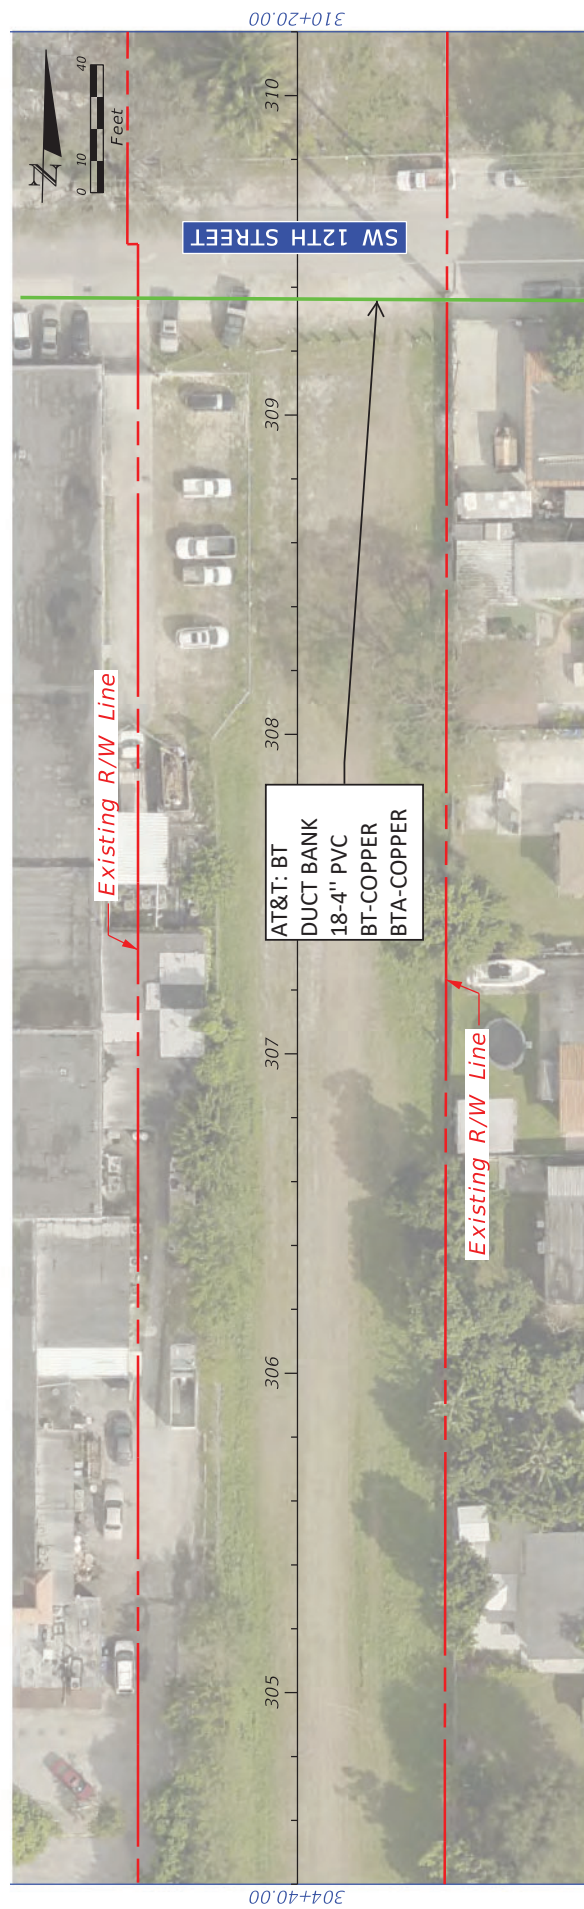 310+20.00
310
0 10 40
Feet
N
SW 12TH STREET
309
308
Existing R/W Line
AT&T: BT
DUCT BANK
18-4" PVC
BT-COPPER
BTA-COPPER
307
Existing R/W Line
306
305
304+40.00